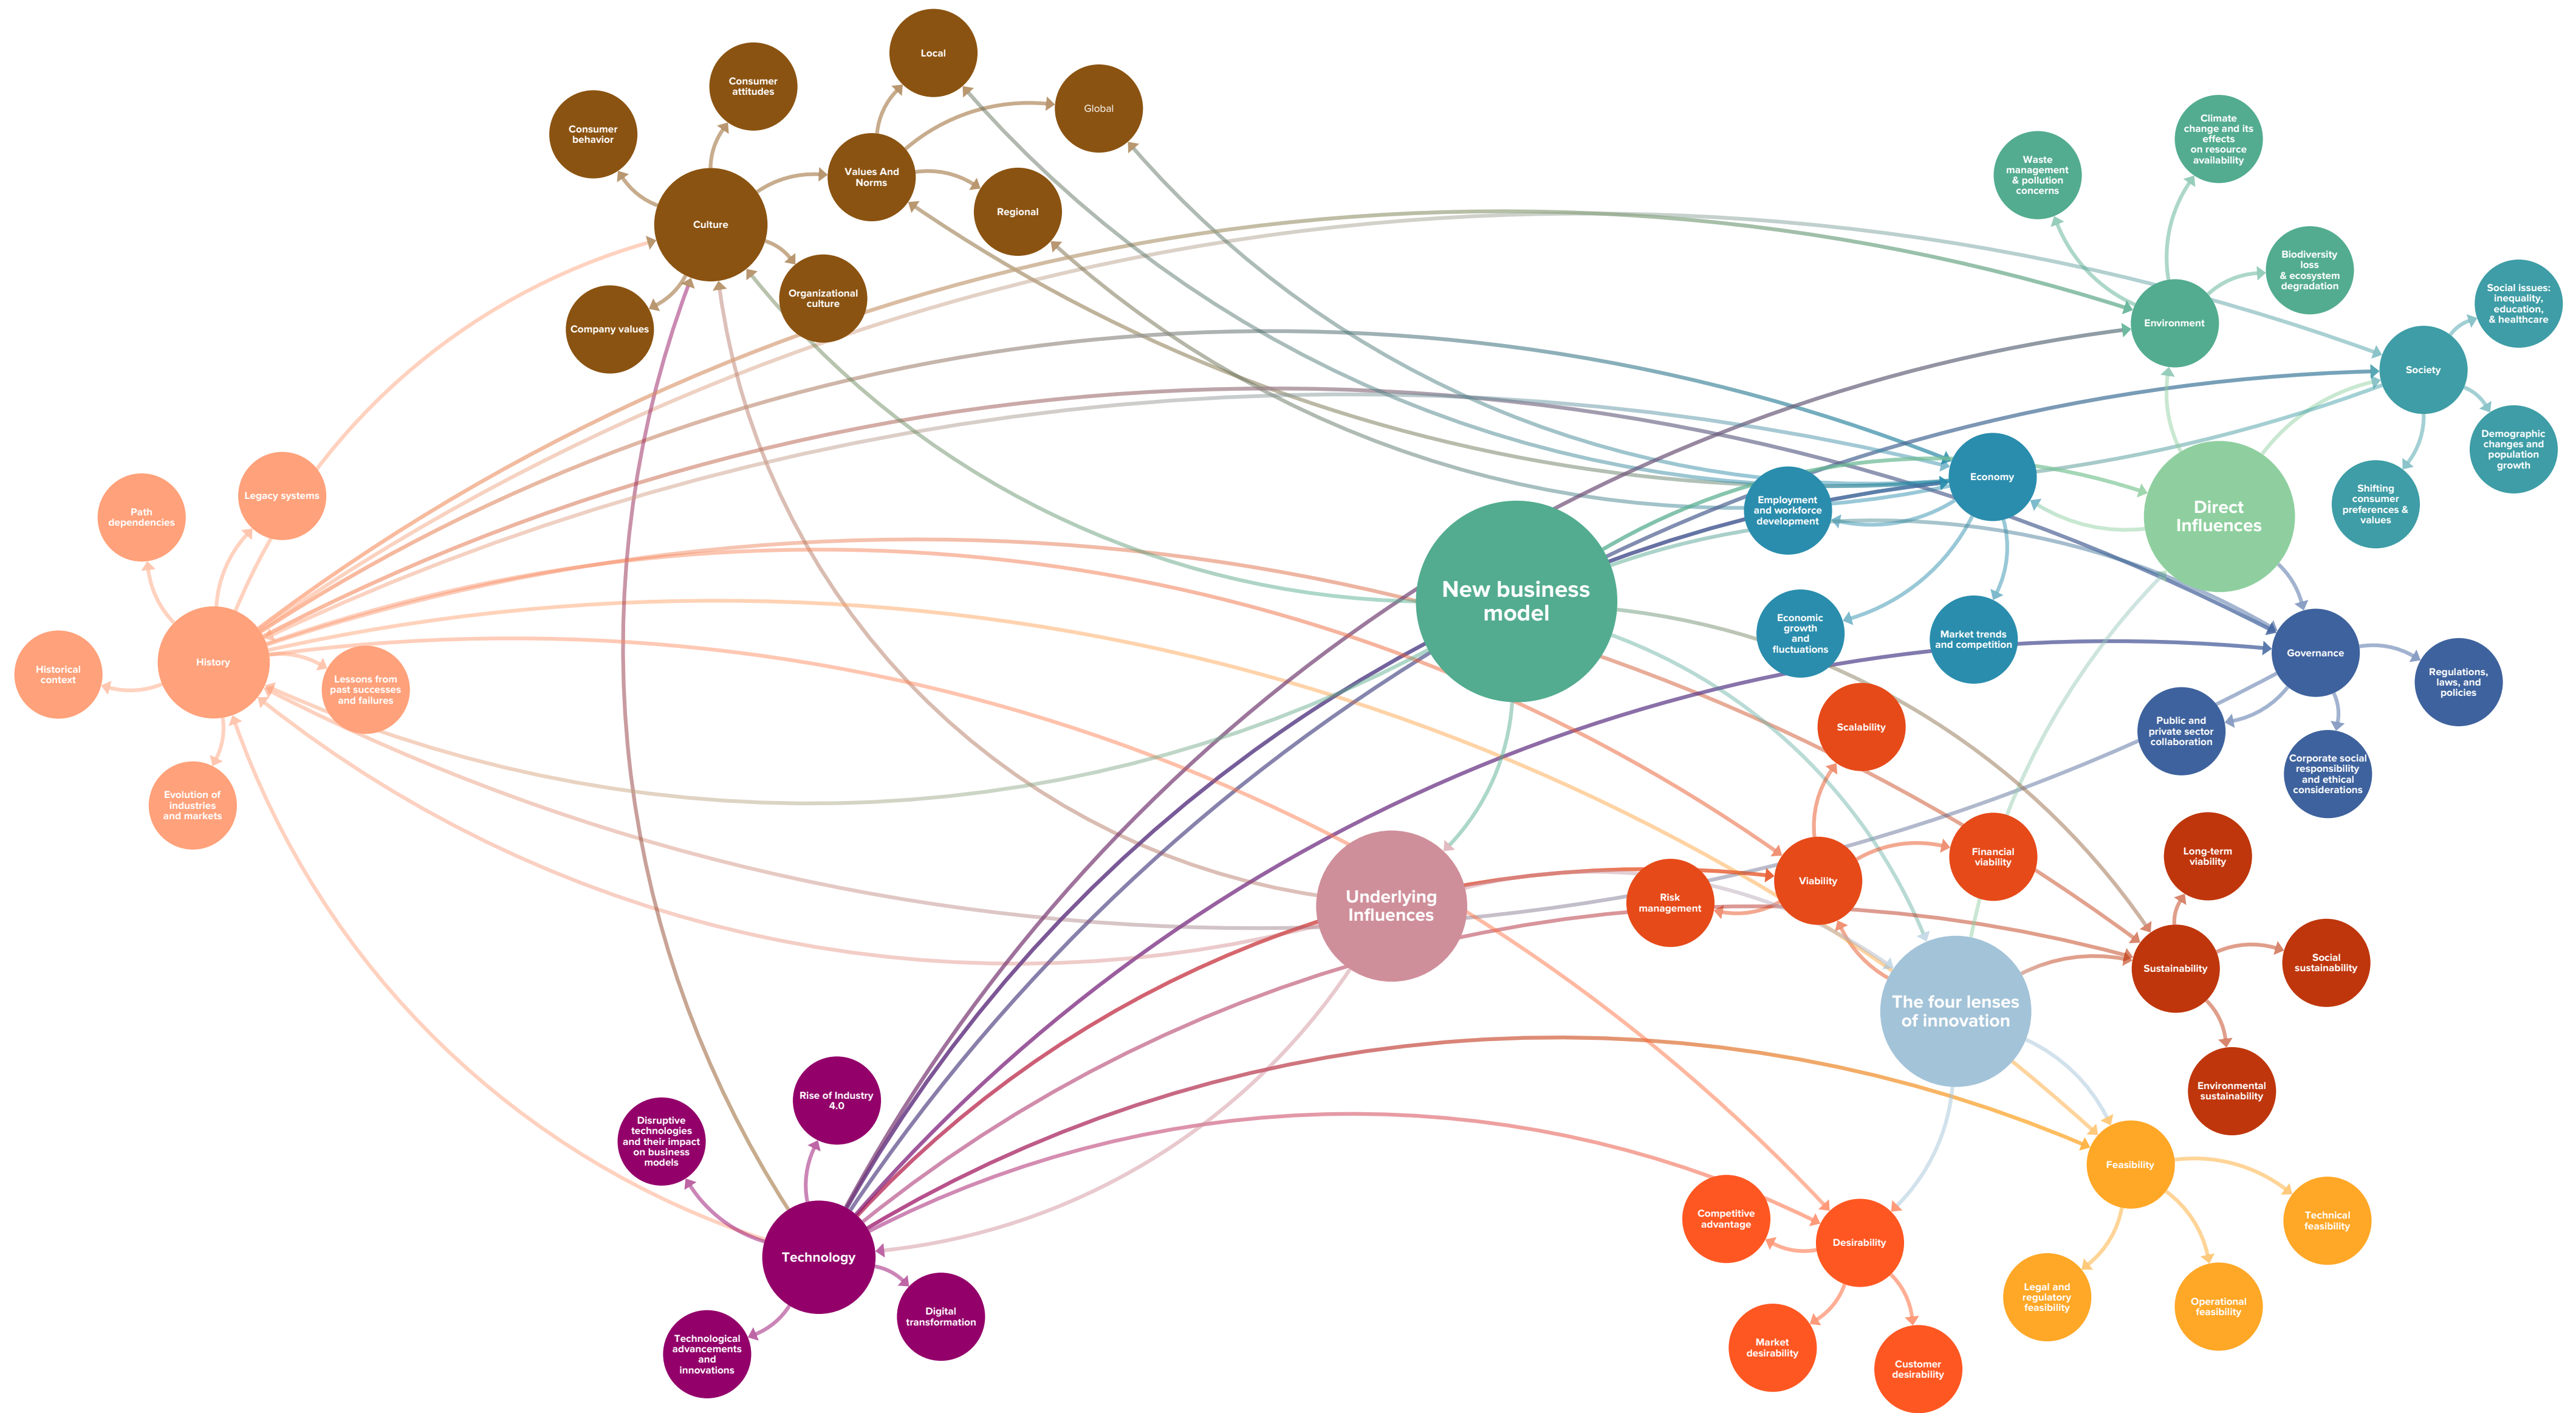 Local
Consumer
attitudes
Global
Consumer
behavior
Values And
Norms
Regional
Culture
Organizational
culture
Company values
Climate
change and its
effects
on resource
availability
Waste
management
& pollution
concerns
Biodiversity
loss
& ecosystem
degradation
Social issues:
inequality,
education,
& healthcare
Environment
Society
Demographic
changes and
population
growth
Shifting
consumer
preferences &
values
Direct
Influences
Economy
Employment
and workforce
development
Economic
growth
and
fluctuations
Market trends
and competition
New business
model
Legacy systems
Path
dependencies
History
Historical
context
Lessons from
past successes
and failures
Evolution of
industries
and markets
Governance
Regulations,
laws, and
policies
Public and
private sector
collaboration
Corporate social
responsibility
and ethical
considerations
Scalability
Viability
Financial
viability
Risk
management
Underlying
Influences
Long-term
viability
Social
sustainability
Sustainability
Environmental
sustainability
The four lenses
of innovation
Rise of Industry
4.0
Disruptive
technologies
and their impact
on business
models
Technology
Digital
transformation
Technological
advancements
and
innovations
Feasibility
Technical
feasibility
Legal and
regulatory
feasibility
Operational
feasibility
Competitive
advantage
Desirability
Market
desirability
Customer
desirability